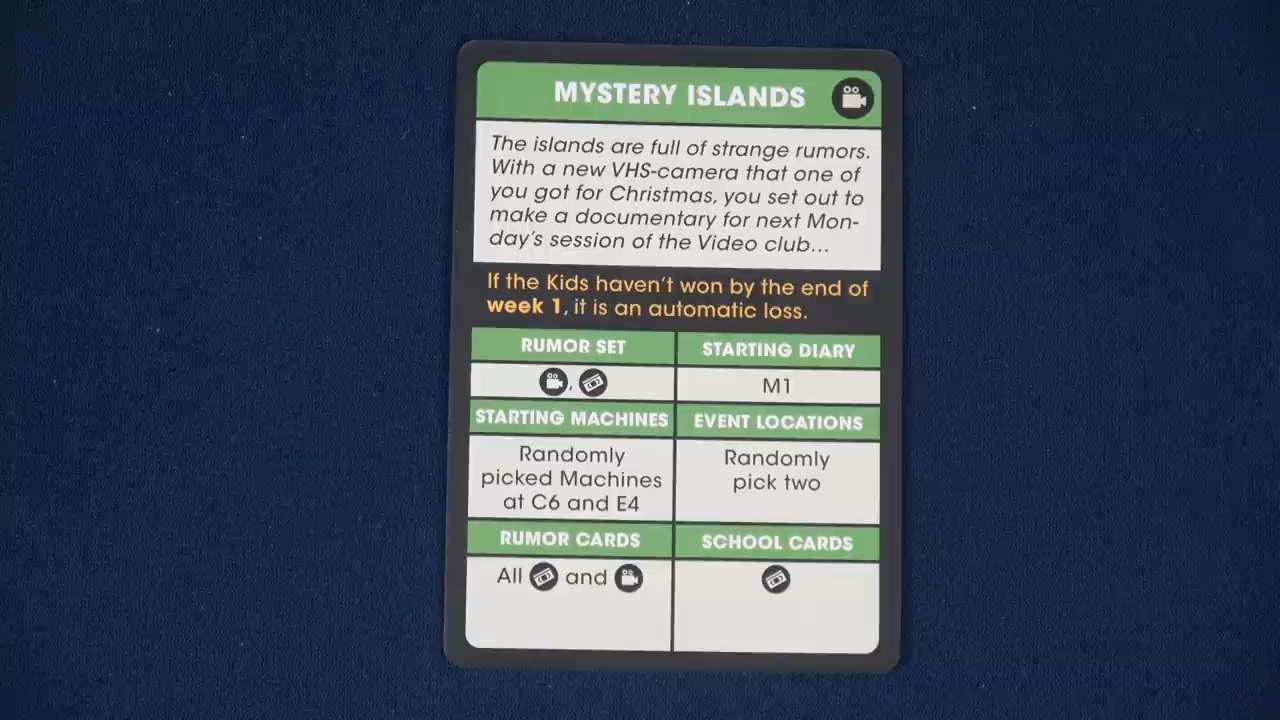 MYSTERY ISLANDS
The islands are full of strange rumors.
With a new VHS-camera that one of
you got for Christmas, you set out to
make a documentary for next Mon-
day's session of the Video club...
If the Kids haven't won by the end of
week 1, it is an automatic loss.
RUMOR SET
,
STARTING DIARY
M1
STARTING MACHINES
Randomly
picked Machines
at C6 and E4
EVENT LOCATIONS
Randomly
pick two
RUMOR CARDS
All and
SCHOOL CARDS